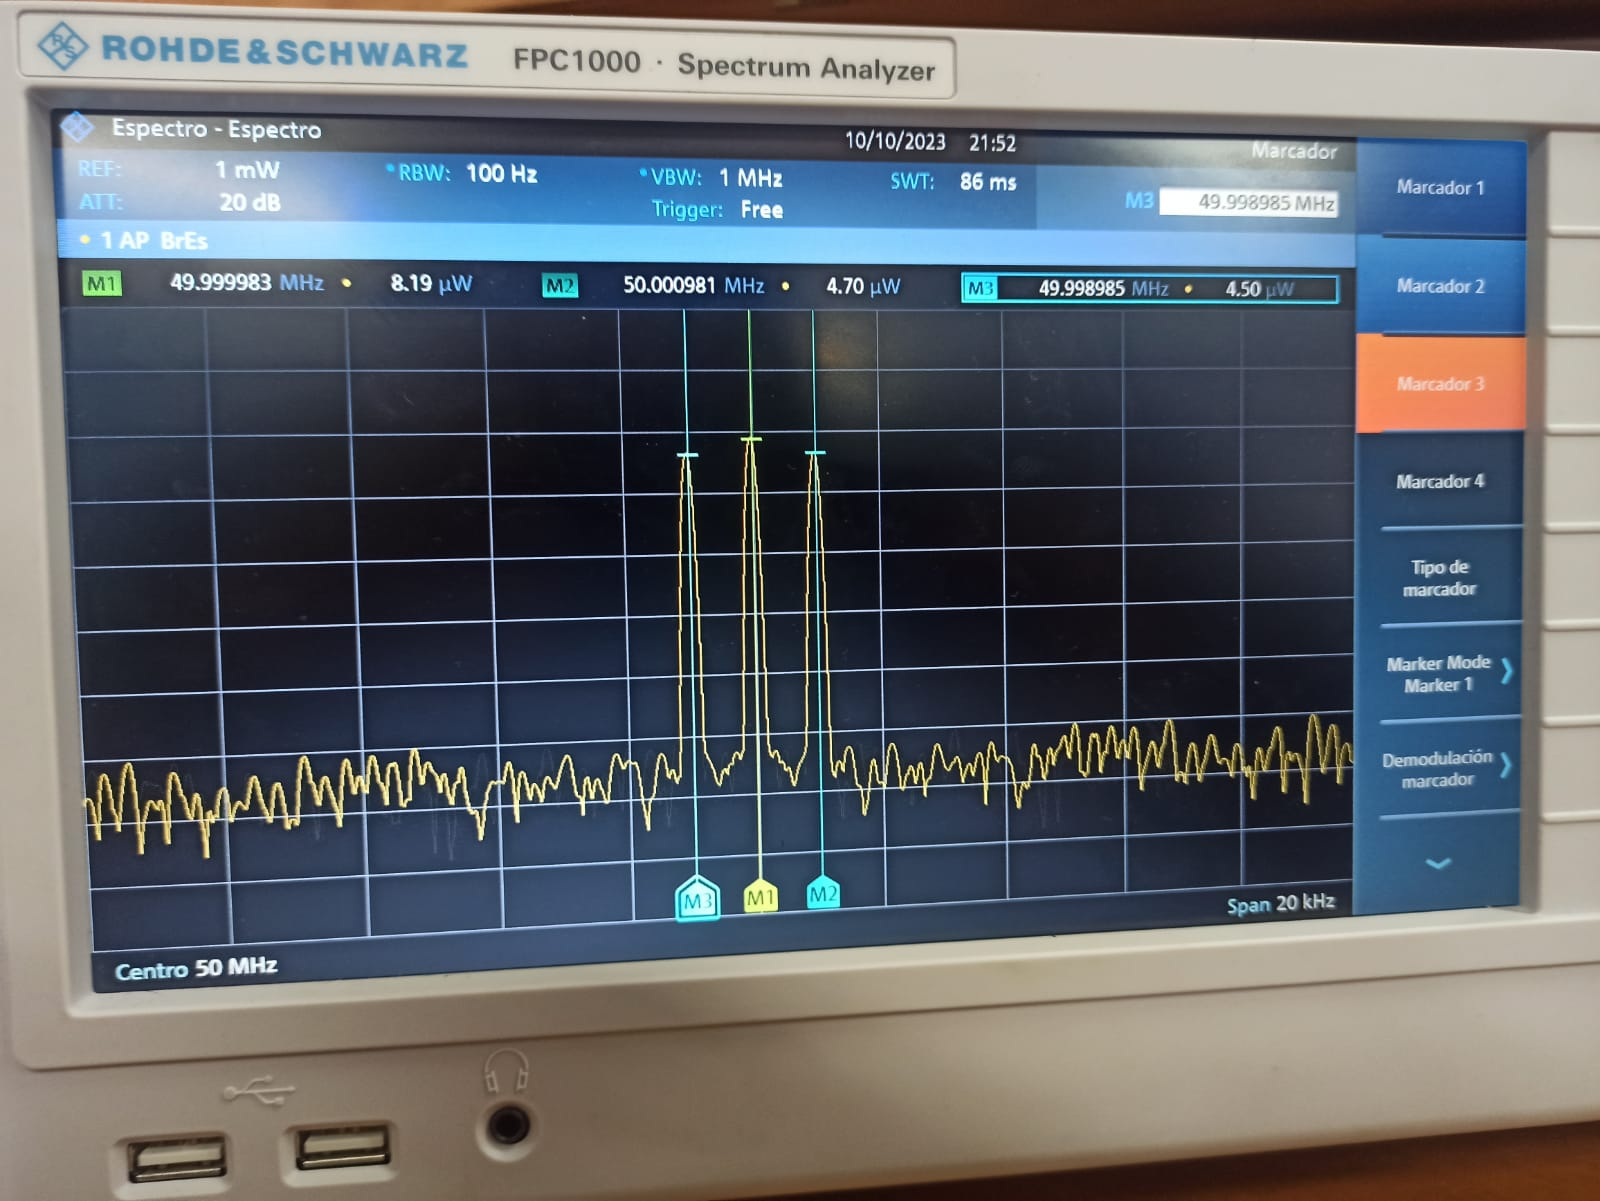 ROHDE&SCHWARZ FPC1000 · Spectrum Analyzer
Espectro - Espectro
10/10/2023 21:52
Marcador
REF: 1 mW
RBW: 100 Hz
VBW: 1 MHz
SWT: 86 ms
ATT: 20 dB
Trigger: Free
M3 49.998985 MHz
1 AP BrEs
M1 49.999983 MHz • 8.19 µW
M2 50.000981 MHz • 4.70 µW
M3 49.998985 MHz • 4.50 µW
Marcador 1
Marcador 2
Marcador 3
Marcador 4
Tipo de
marcador
Marker Mode
Marker 1
Demodulación
marcador
M3
M1
M2
Span 20 kHz
Centro 50 MHz